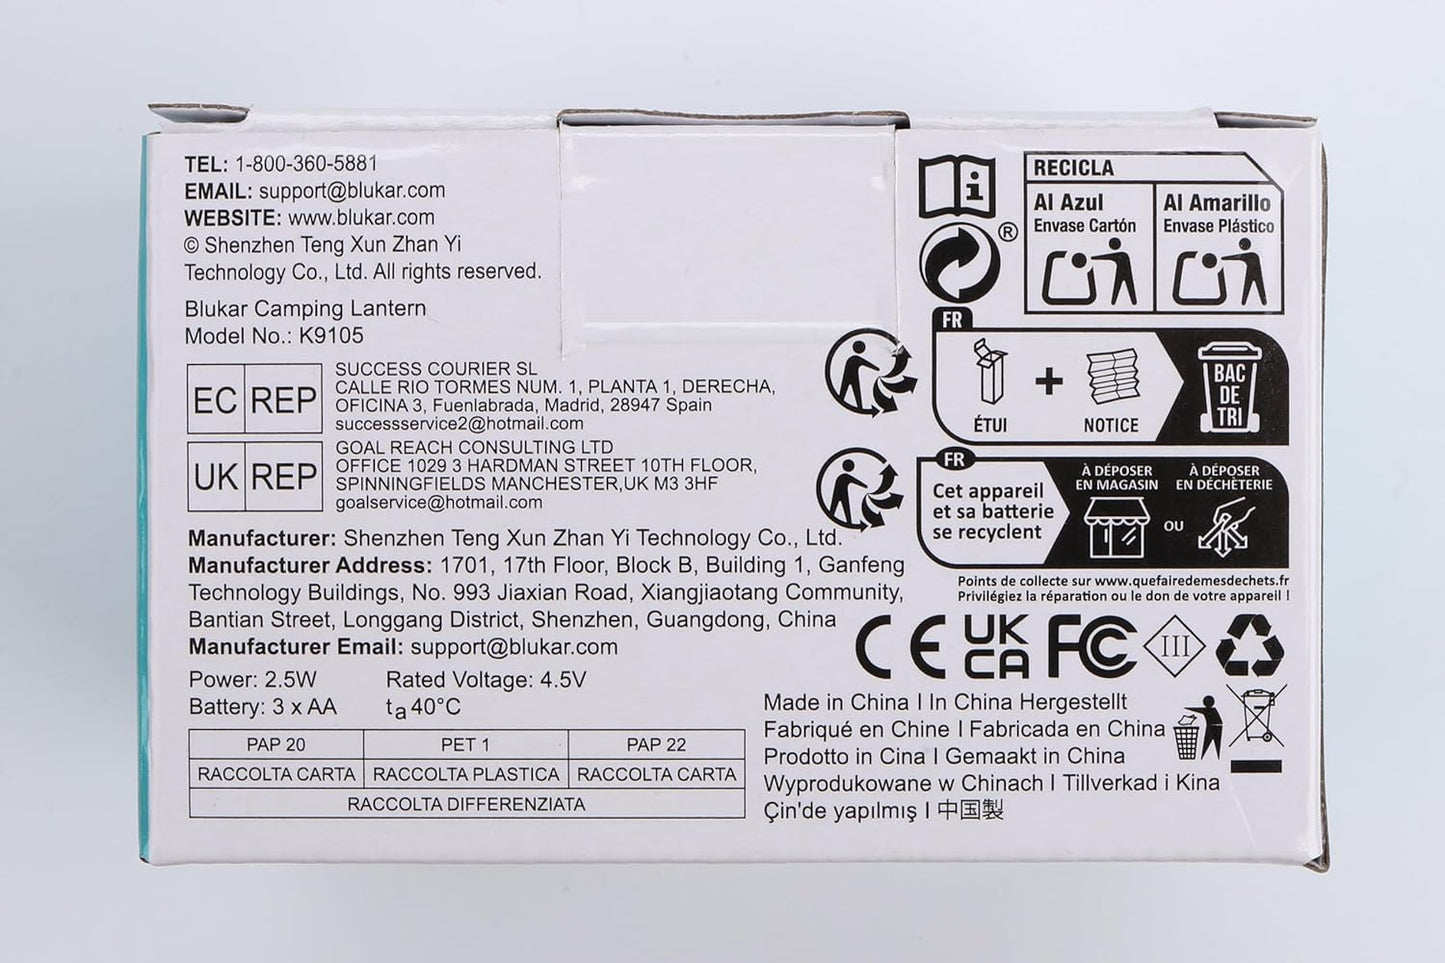 TEL: 1-800-360-5881
EMAIL: support@blukar.com
WEBSITE: www.blukar.com
© Shenzhen Teng Xun Zhan Yi
Technology Co., Ltd. All rights reserved.
Blukar Camping Lantern
Model No.: K9105
EC REP
SUCCESS COURIER SL
CALLE RIO TORMES NUM. 1, PLANTA 1, DERECHA,
OFICINA 3, Fuenlabrada, Madrid, 28947 Spain
successservice2@hotmail.com
UK REP
GOAL REACH CONSULTING LTD
OFFICE 1029 3 HARDMAN STREET 10TH FLOOR,
SPINNINGFIELDS MANCHESTER,UK M3 3HF
goalservice@hotmail.com
Manufacturer: Shenzhen Teng Xun Zhan Yi Technology Co., Ltd.
Manufacturer Address: 1701, 17th Floor, Block B, Building 1, Ganfeng
Technology Buildings, No. 993 Jiaxian Road, Xiangjiaotang Community,
Bantian Street, Longgang District, Shenzhen, Guangdong, China
Manufacturer Email: support@blukar.com
Power: 2.5W Rated Voltage: 4.5V
Battery: 3 x AA ta 40°C
PAP 20 PET 1 PAP 22
RACCOLTA CARTA RACCOLTA PLASTICA RACCOLTA CARTA
RACCOLTA DIFFERENZIATA
®
RECICLA
Al Azul
Envase Cartón
Al Amarillo
Envase Plástico
FR
ÉTUI
+
NOTICE
BAC
DE
TRI
FR
Cet appareil
et sa batterie
se recyclent
À DÉPOSER
EN MAGASIN
OU
À DÉPOSER
EN DÉCHÈTERIE
Points de collecte sur www.quefairedemesdechets.fr
Privilégiez la réparation ou le don de votre appareil !
CE UK CA FC III
Made in China I In China Hergestellt
Fabriqué en Chine I Fabricada en China
Prodotto in Cina I Gemaakt in China
Wyprodukowane w Chinach I Tillverkad i Kina
Çin'de yapılmış I 中国製